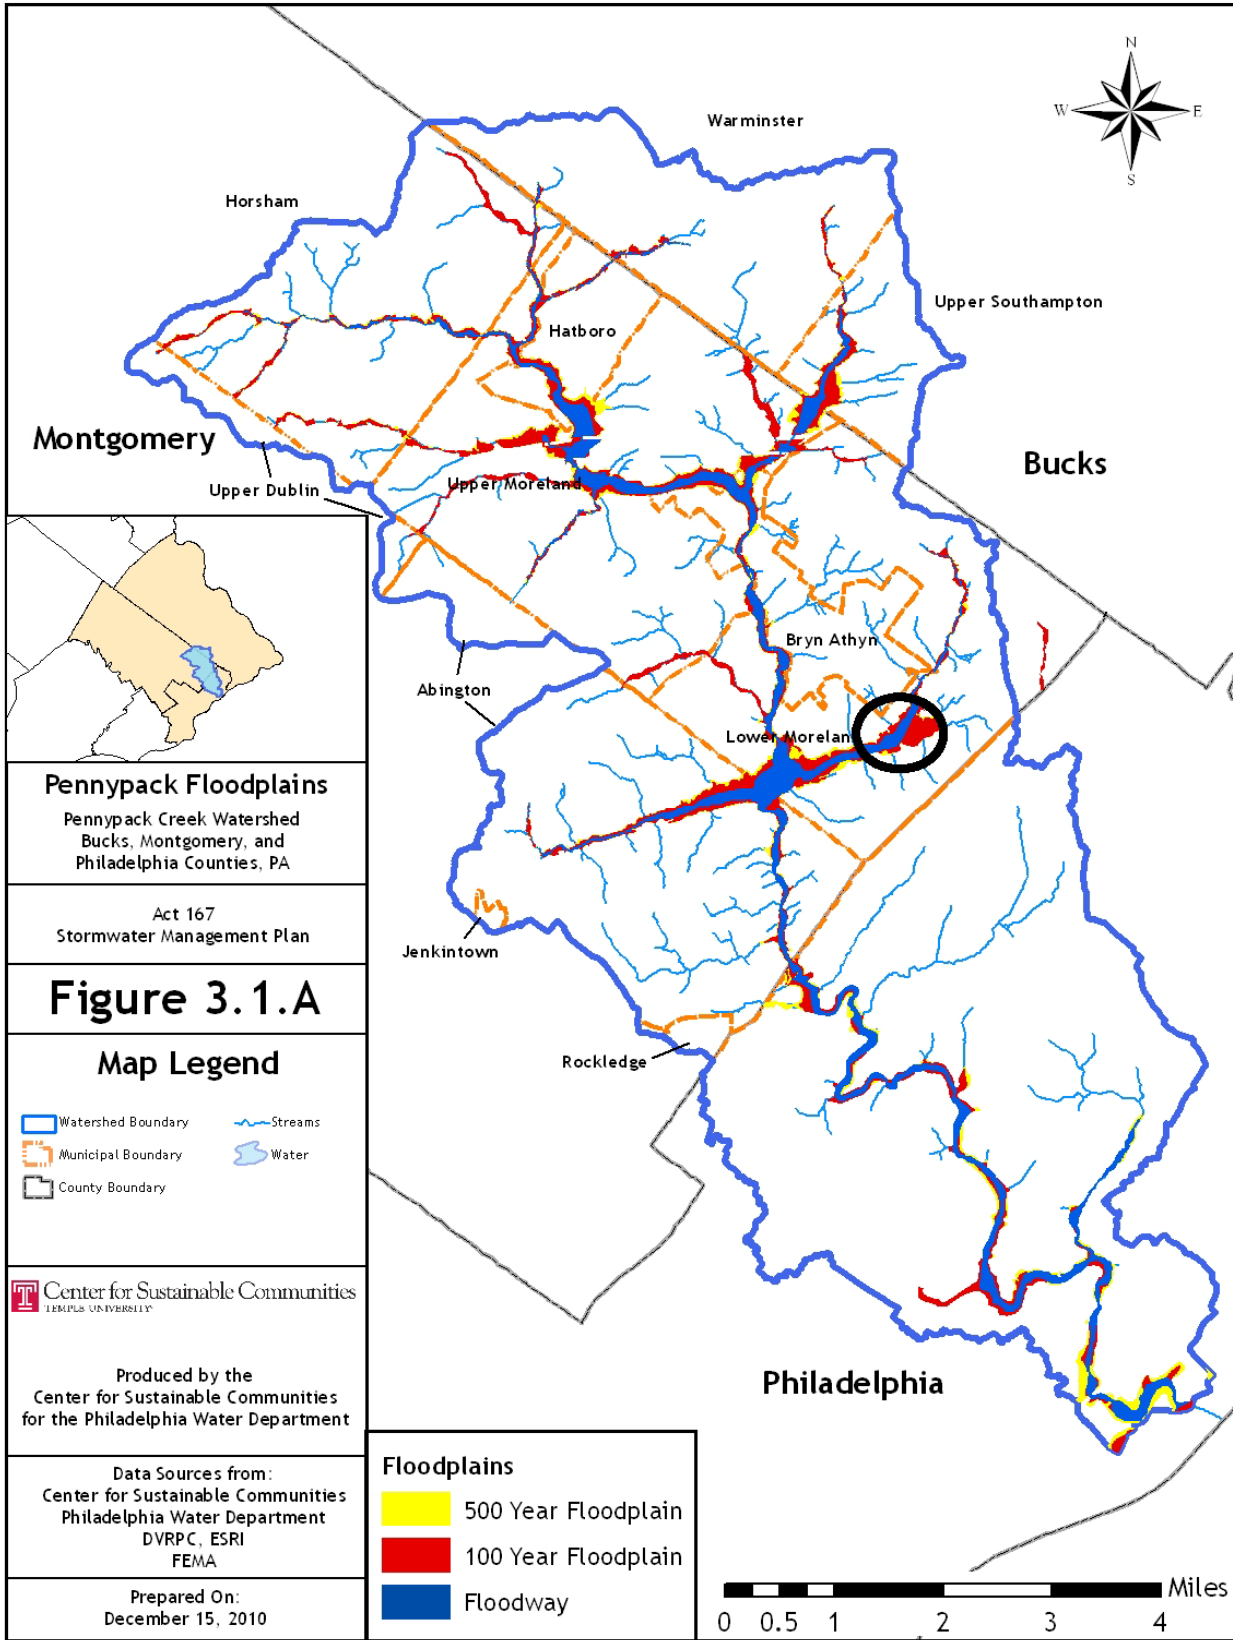 N
W
E
S
Warminster
Horsham
Upper Southampton
Hatboro
Montgomery
Bucks
Upper Dublin
Upper Moreland
Bryn Athyn
Abington
Lower Morelan
Jenkintown
Rockledge
Philadelphia
Pennypack Floodplains
Pennypack Creek Watershed
Bucks, Montgomery, and
Philadelphia Counties, PA
Act 167
Stormwater Management Plan
Figure 3.1.A
Map Legend
Watershed Boundary
Streams
Municipal Boundary
Water
County Boundary
T
Center for Sustainable Communities
TEMPLE UNIVERSITY
Produced by the
Center for Sustainable Communities
for the Philadelphia Water Department
Data Sources from:
Center for Sustainable Communities
Philadelphia Water Department
DVRPC, ESRI
FEMA
Prepared On:
December 15, 2010
Floodplains
500 Year Floodplain
100 Year Floodplain
Floodway
Miles
0 0.5 1 2 3 4